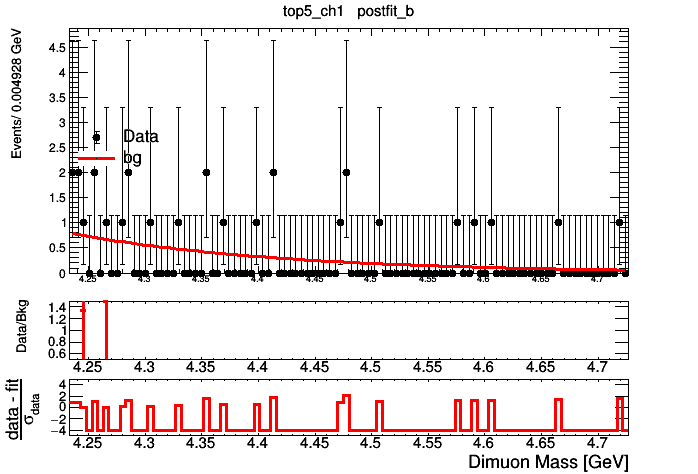 top5_ch1 postfit_b
Events/ 0.004928 GeV
4.5
4
3.5
3
2.5
2
1.5
1
0.5
0
Data
bg
4.25 4.3 4.35 4.4 4.45 4.5 4.55 4.6 4.65 4.7
Data/Bkg
1.4
1.2
1
0.8
0.6
4.25 4.3 4.35 4.4 4.45 4.5 4.55 4.6 4.65 4.7
data - fit
σdata
4
2
0
−2
−4
4.25 4.3 4.35 4.4 4.45 4.5 4.55 4.6 4.65 4.7
Dimuon Mass [GeV]